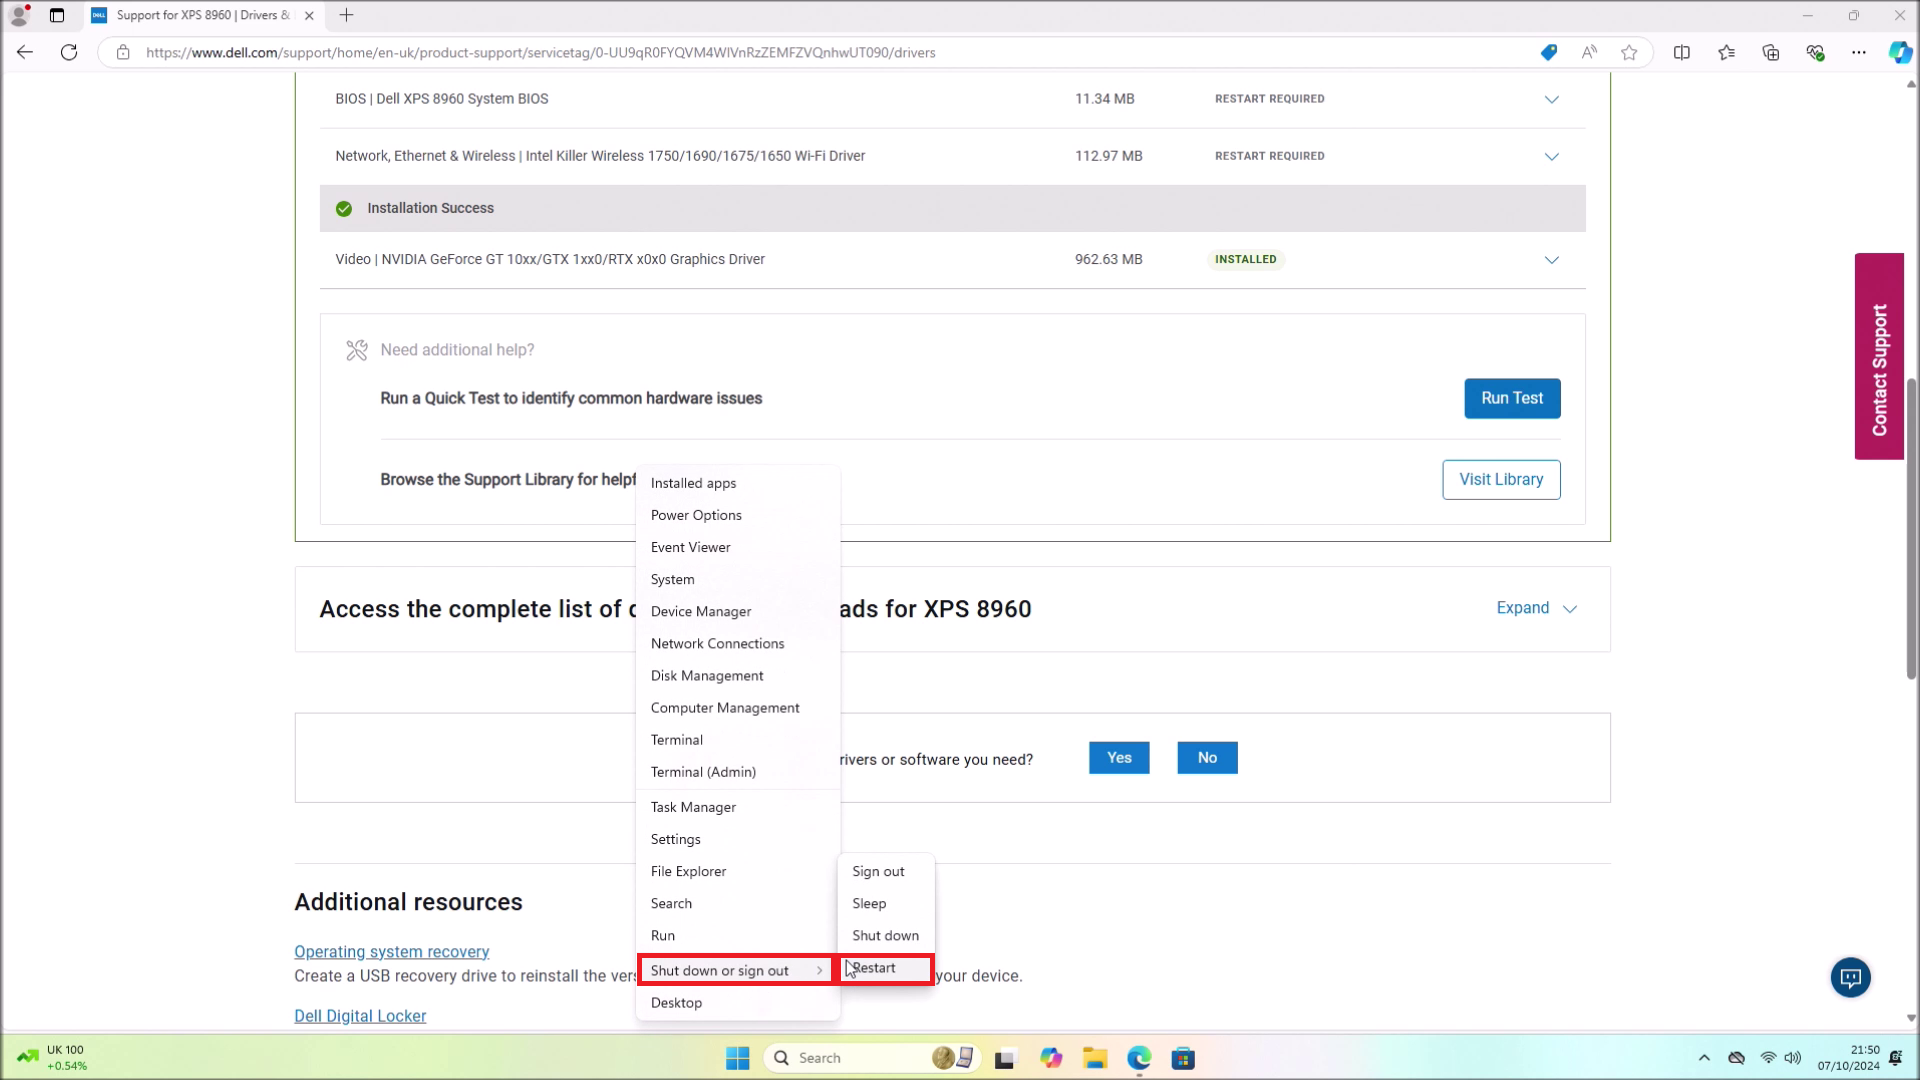 Support for XPS 8960 | Drivers &
https://www.dell.com/support/home/en-uk/product-support/servicetag/0-UU9qR0FYQVM4WlVnRzZEMFZVQnhwUT090/drivers
BIOS | Dell XPS 8960 System BIOS 11.34 MB RESTART REQUIRED
Network, Ethernet & Wireless | Intel Killer Wireless 1750/1690/1675/1650 Wi-Fi Driver 112.97 MB RESTART REQUIRED
Installation Success
Video | NVIDIA GeForce GT 10xx/GTX 1xx0/RTX x0x0 Graphics Driver 962.63 MB INSTALLED
Need additional help?
Run a Quick Test to identify common hardware issues Run Test
Browse the Support Library for helpf Visit Library
Contact Support
Access the complete list of d ads for XPS 8960 Expand
rivers or software you need? Yes No
Additional resources
Operating system recovery
Create a USB recovery drive to reinstall the vers your device.
Dell Digital Locker
Installed apps
Power Options
Event Viewer
System
Device Manager
Network Connections
Disk Management
Computer Management
Terminal
Terminal (Admin)
Task Manager
Settings
File Explorer
Search
Run
Shut down or sign out
Desktop
Sign out
Sleep
Shut down
Restart
UK 100
+0.54%
Search
21:50
07/10/2024